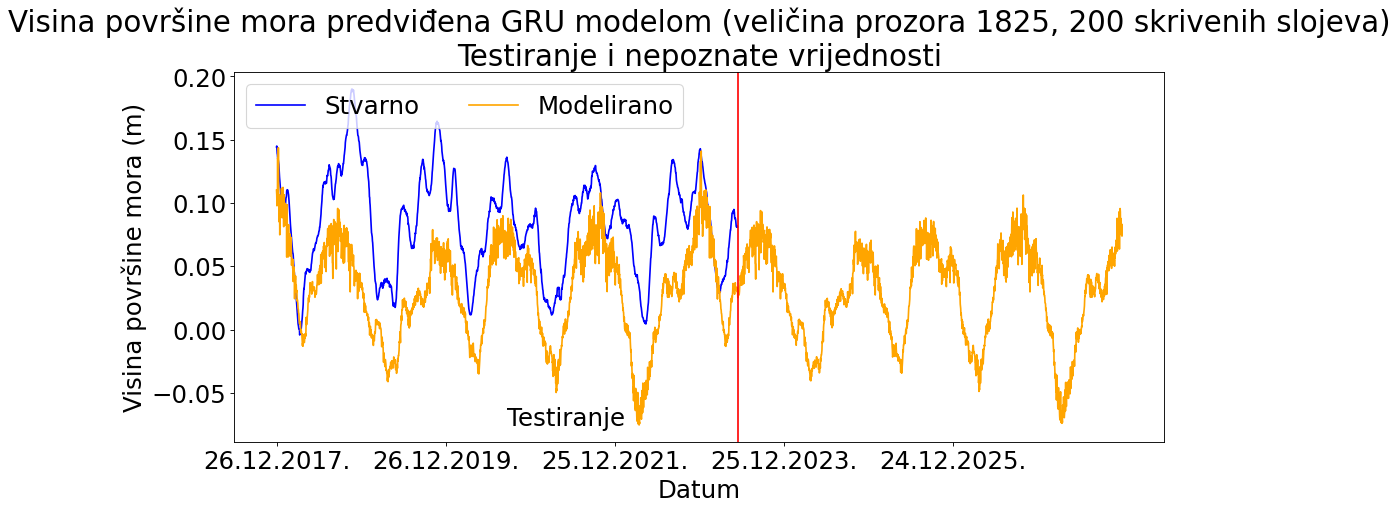 Visina površine mora predviđena GRU modelom (veličina prozora 1825, 200 skrivenih slojeva)
Testiranje i nepoznate vrijednosti
Stvarno
Modelirano
Visina površine mora (m)
0.20
0.15
0.10
0.05
0.00
−0.05
Testiranje
26.12.2017.
26.12.2019.
25.12.2021.
25.12.2023.
24.12.2025.
Datum